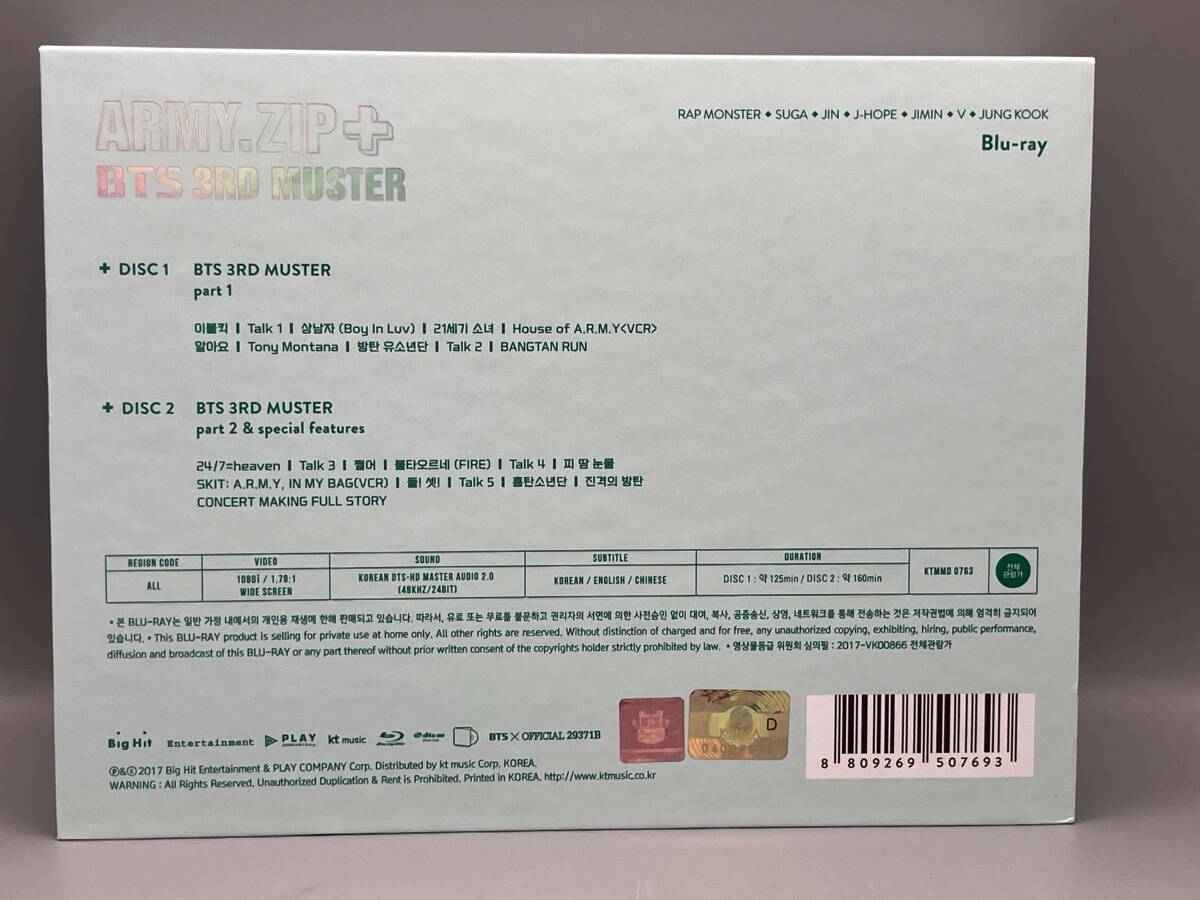 ARMY.ZIP+
BTS 3RD MUSTER
RAP MONSTER ◆ SUGA ◆ JIN ◆ J-HOPE ◆ JIMIN ◆ V ◆ JUNG KOOK
Blu-ray
+ DISC 1 BTS 3RD MUSTER
part 1
이불킥 | Talk 1 | 상남자 (Boy In Luv) | 21세기 소녀 | House of A.R.M.Y<VCR>
알아요 | Tony Montana | 방탄 유소년단 | Talk 2 | BANGTAN RUN
+ DISC 2 BTS 3RD MUSTER
part 2 & special features
24/7=heaven | Talk 3 | 쩔어 | 불타오르네 (FIRE) | Talk 4 | 피 땀 눈물
SKIT: A.R.M.Y, IN MY BAG(VCR) | 둘! 셋! | Talk 5 | 흥탄소년단 | 진격의 방탄
CONCERT MAKING FULL STORY
REGION CODE VIDEO SOUND SUBTITLE DURATION
ALL 1080i / 1.78:1 KOREAN DTS-HD MASTER AUDIO 2.0 KOREAN / ENGLISH / CHINESE DISC 1 : 약 125min / DISC 2 : 약 160min KTMMD 0763 전체
WIDE SCREEN (48KHZ/24BIT) 관람가
• 본 BLU-RAY는 일반 가정 내에서의 개인용 재생에 한해 판매되고 있습니다. 따라서, 유료 또는 무료를 불문하고 권리자의 서면에 의한 사전승인 없이 대여, 복사, 공중송신, 상영, 네트워크를 통해 전송하는 것은 저작권법에 의해 엄격히 금지되어
있습니다. • This BLU-RAY product is selling for private use at home only. All other rights are reserved. Without distinction of charged and for free, any unauthorized copying, exhibiting, hiring, public performance,
diffusion and broadcast of this BLU-RAY or any part thereof without prior written consent of the copyrights holder strictly prohibited by law. • 영상물등급 위원회 심의필 : 2017-VK00866 전체관람가
Big Hit Entertainment PLAY kt music Blu-ray dts BTS X OFFICIAL 29371B
D
8 809269 507693
Ⓟ&ⓒ 2017 Big Hit Entertainment & PLAY COMPANY Corp. Distributed by kt music Corp. KOREA.
WARNING : All Rights Reserved, Unauthorized Duplication & Rent is Prohibited. Printed in KOREA. http://www.ktmusic.co.kr